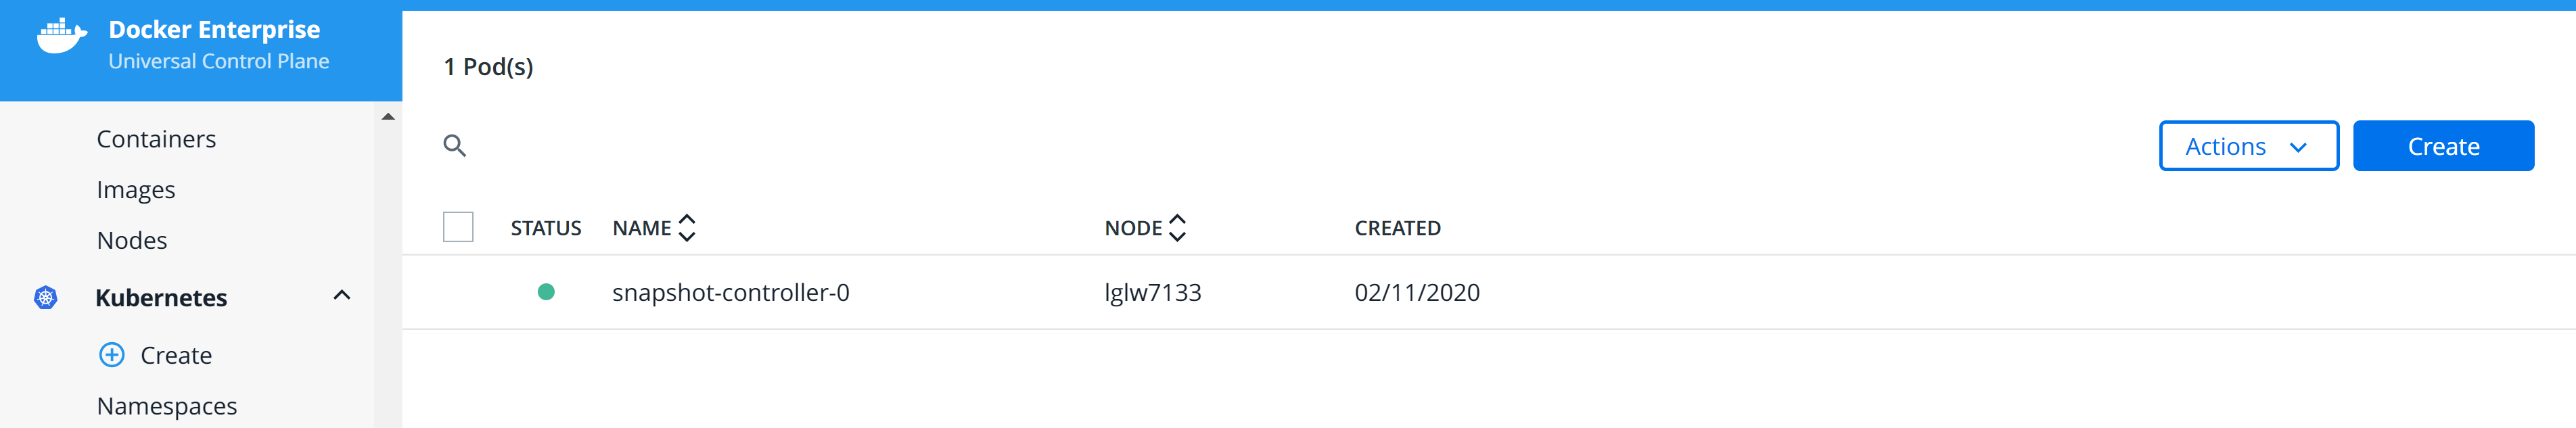 Docker Enterprise
Universal Control Plane
Containers
Images
Nodes
Kubernetes
Create
Namespaces
1 Pod(s)
Actions
Create
STATUS NAME NODE CREATED
snapshot-controller-0 lglw7133 02/11/2020